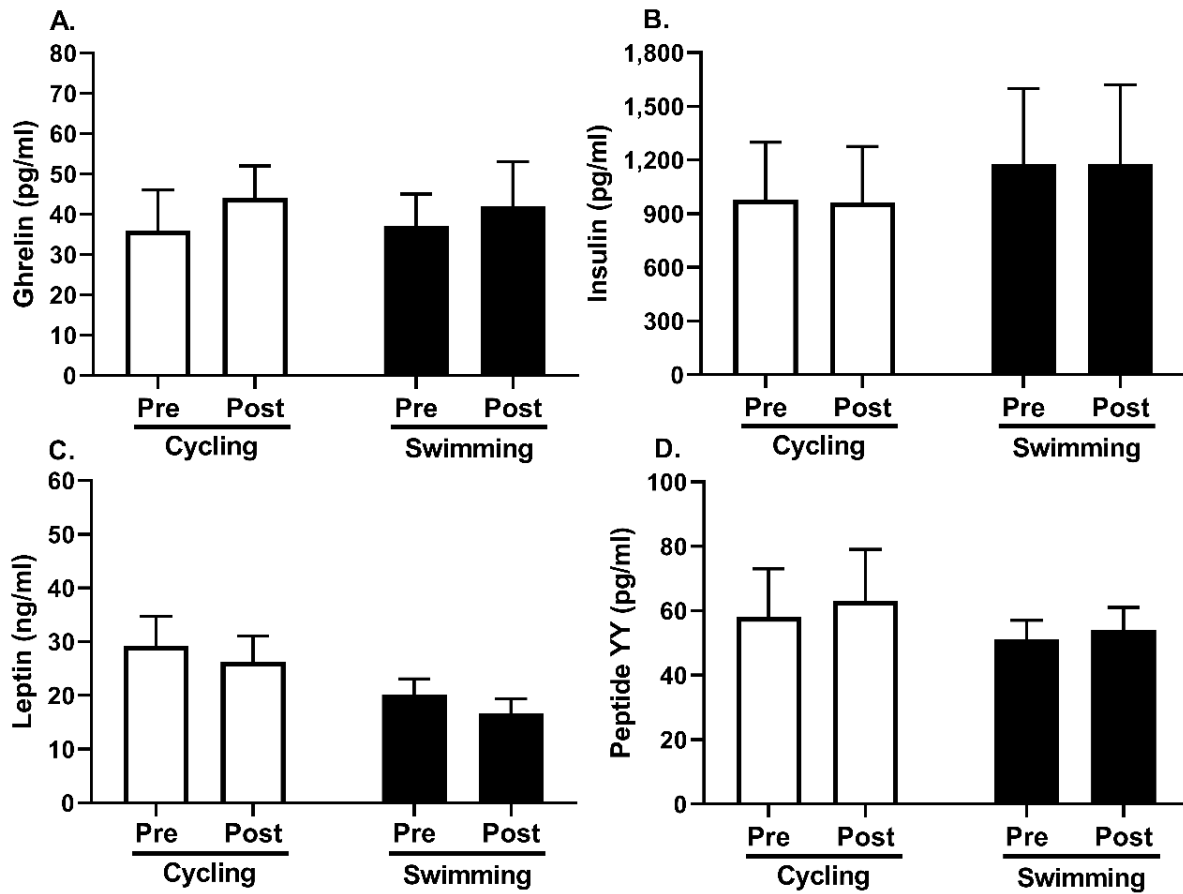 A.
Ghrelin (pg/ml)
80
70
60
50
40
30
20
10
0
Pre Post Pre Post
Cycling Swimming
B.
Insulin (pg/ml)
1,800
1,500
1,200
900
600
300
0
Pre Post Pre Post
Cycling Swimming
C.
Leptin (ng/ml)
60
50
40
30
20
10
0
Pre Post Pre Post
Cycling Swimming
D.
Peptide YY (pg/ml)
100
80
60
40
20
0
Pre Post Pre Post
Cycling Swimming